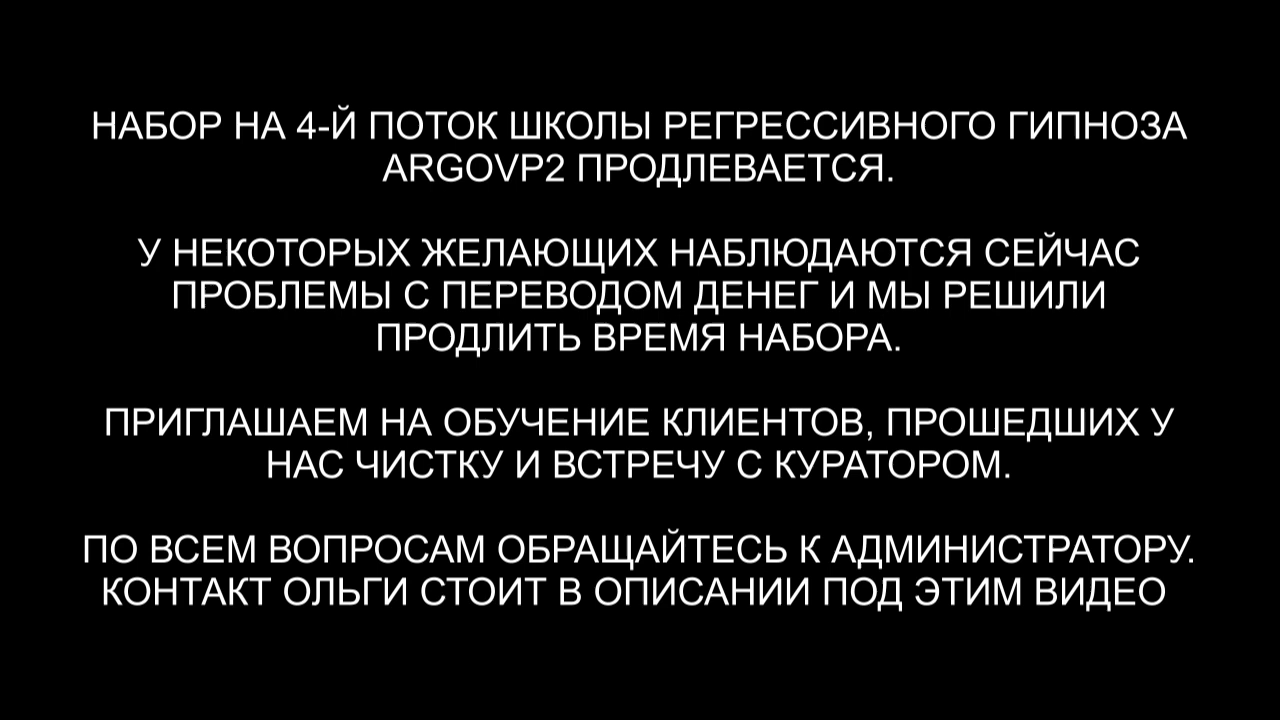 НАБОР НА 4-Й ПОТОК ШКОЛЫ РЕГРЕССИВНОГО ГИПНОЗА
ARGOVP2 ПРОДЛЕВАЕТСЯ.
У НЕКОТОРЫХ ЖЕЛАЮЩИХ НАБЛЮДАЮТСЯ СЕЙЧАС
ПРОБЛЕМЫ С ПЕРЕВОДОМ ДЕНЕГ И МЫ РЕШИЛИ
ПРОДЛИТЬ ВРЕМЯ НАБОРА.
ПРИГЛАШАЕМ НА ОБУЧЕНИЕ КЛИЕНТОВ, ПРОШЕДШИХ У
НАС ЧИСТКУ И ВСТРЕЧУ С КУРАТОРОМ.
ПО ВСЕМ ВОПРОСАМ ОБРАЩАЙТЕСЬ К АДМИНИСТРАТОРУ.
КОНТАКТ ОЛЬГИ СТОИТ В ОПИСАНИИ ПОД ЭТИМ ВИДЕО